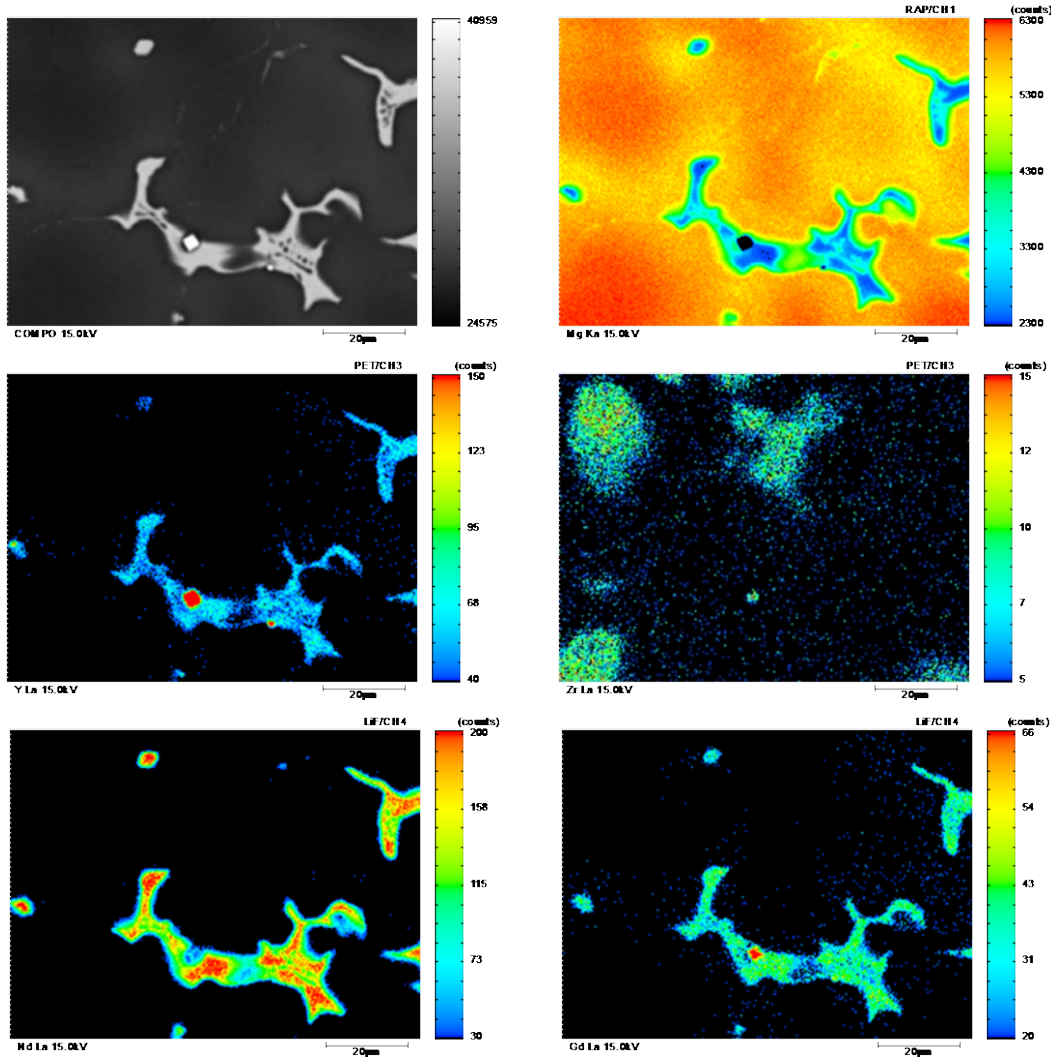 40959
24575
COMPO 15.0kV
20μm
RAP/CH1 (counts)
6300
5300
4300
3300
2300
Mg Ka 15.0kV
20μm
PET/CH3 (counts)
150
123
95
68
40
Y La 15.0kV
20μm
PET/CH3 (counts)
15
12
10
7
5
Zr La 15.0kV
20μm
LiF/CH4 (counts)
200
158
115
73
30
Nd La 15.0kV
20μm
LiF/CH4 (counts)
66
54
43
31
20
Gd La 15.0kV
20μm